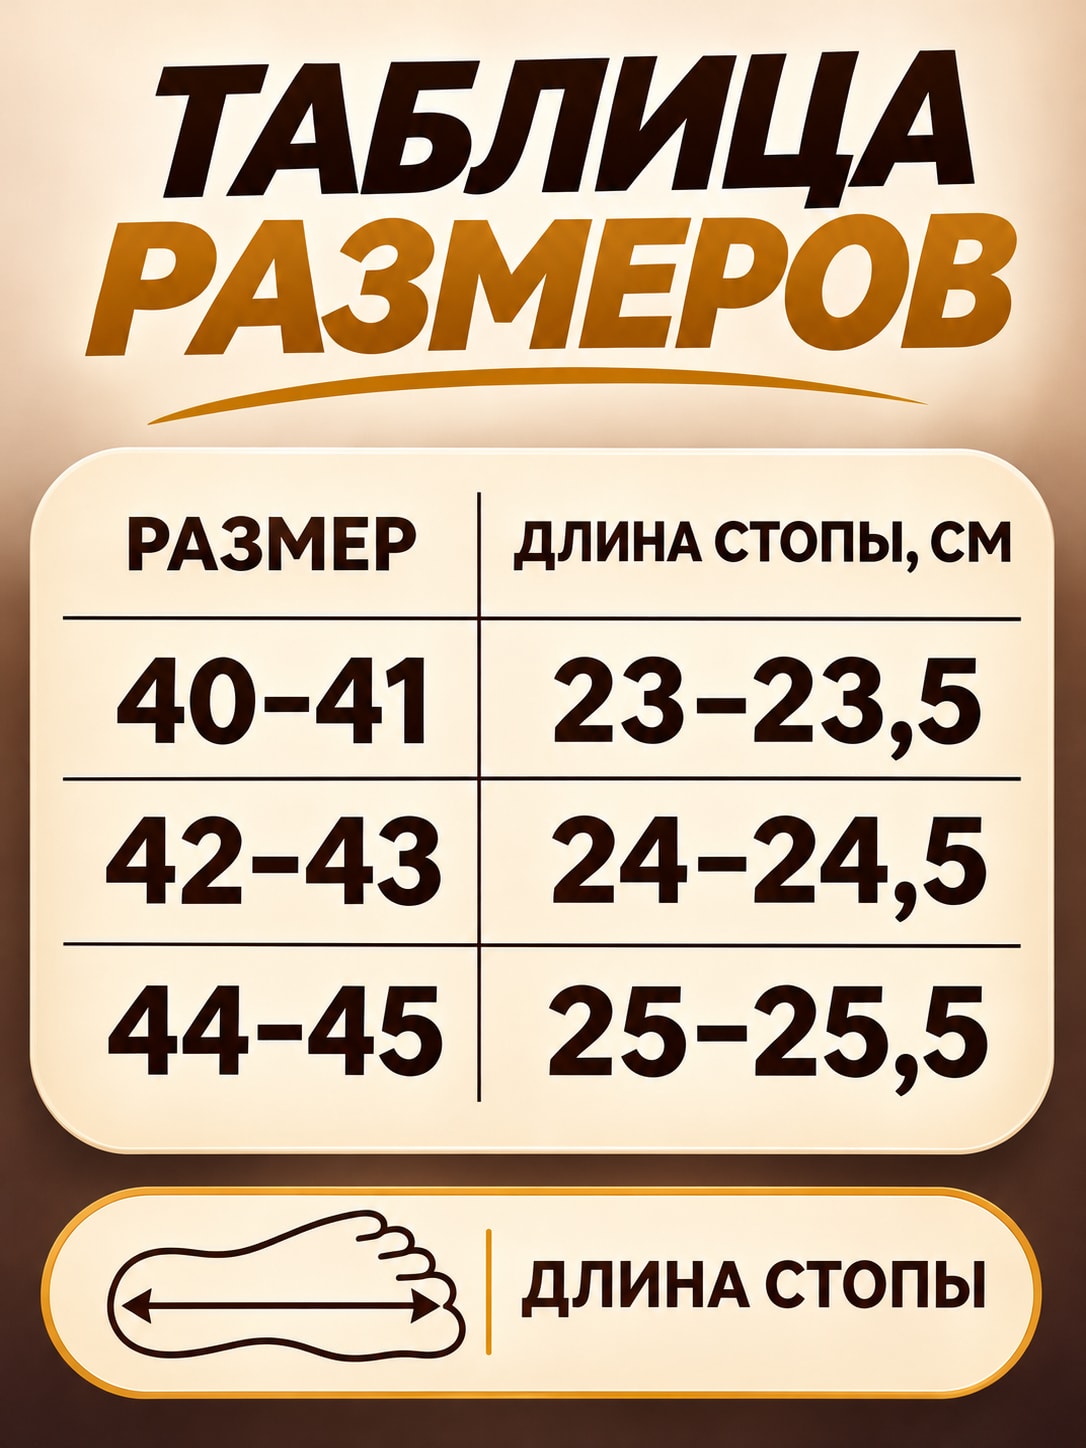 ТАБЛИЦА
РАЗМЕРОВ
РАЗМЕР ДЛИНА СТОПЫ, СМ
40–41 23–23,5
42–43 24–24,5
44–45 25–25,5
ДЛИНА СТОПЫ